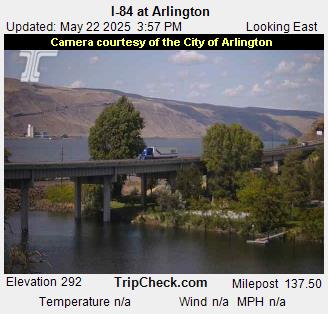 I-84 at Arlington
Updated: May 22 2025  3:57 PM    Looking East
Camera courtesy of the City of Arlington
Elevation 292    TripCheck.com    Milepost 137.50
Temperature n/a    Wind n/a    MPH n/a